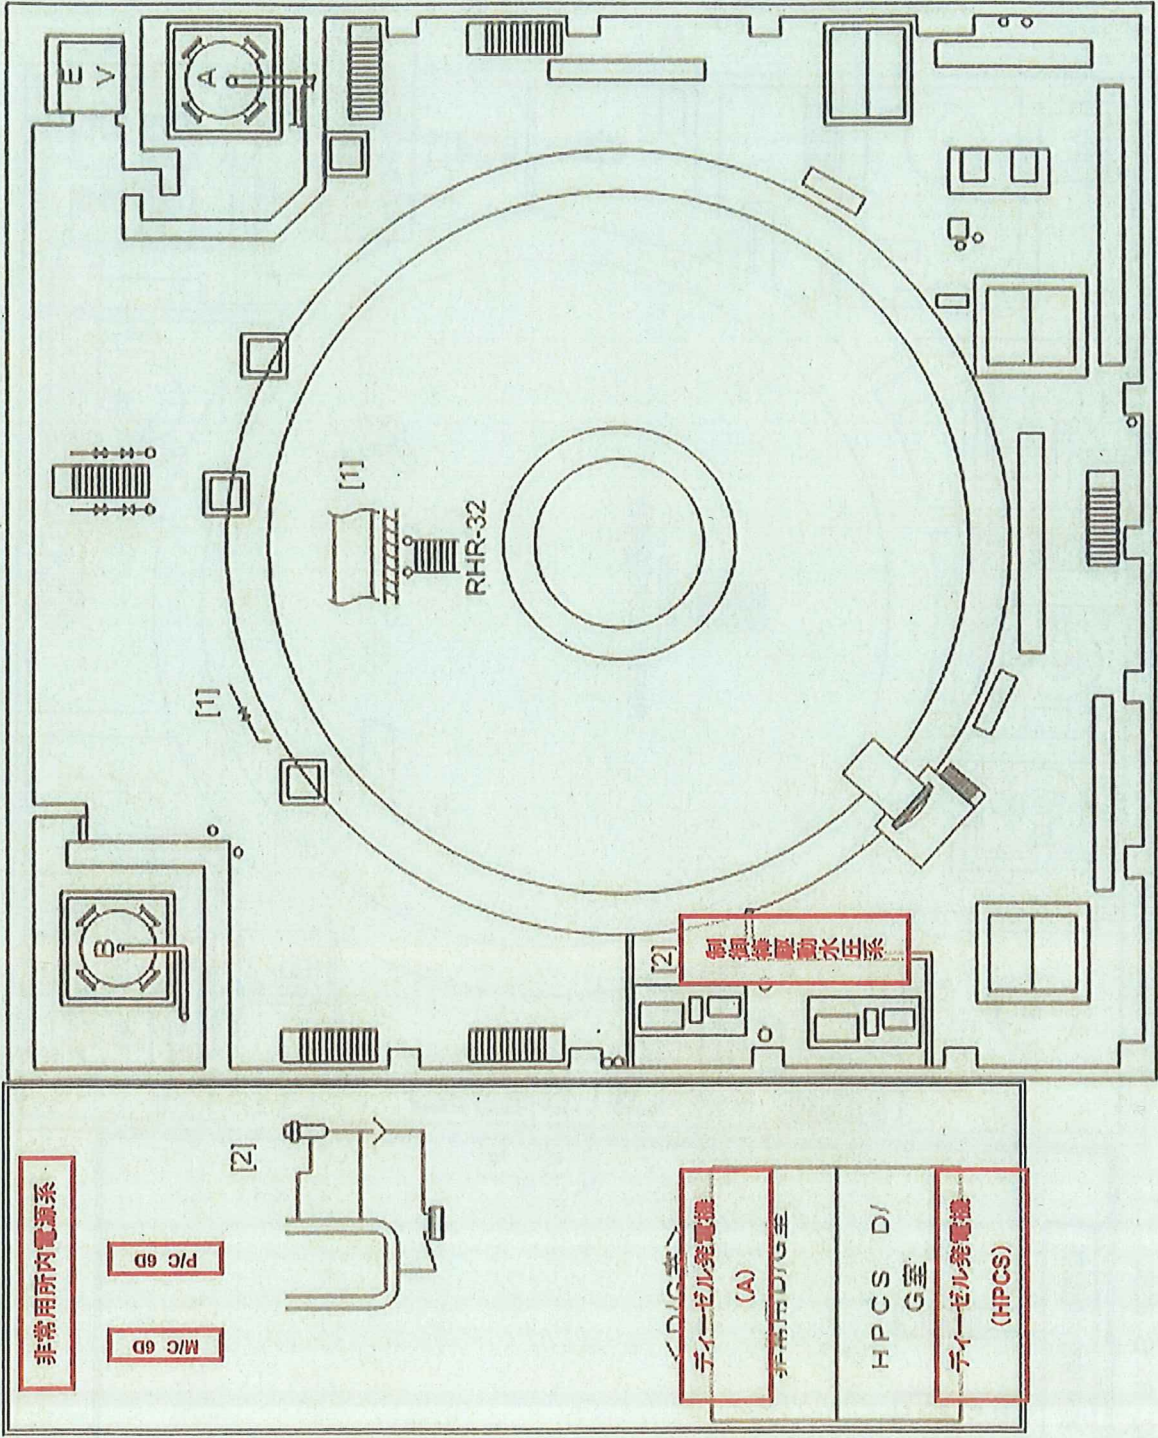 E
V
A
[1]
RHR-32
[1]
B
[2]
制御棒駆動水圧系
非常用所内電源系
P/C 6D
M/C 6D
[2]
<D/G室>
ディーゼル発電機
(A)
非常用D/G室
HPCS D/
G室
ディーゼル発電機
(HPCS)